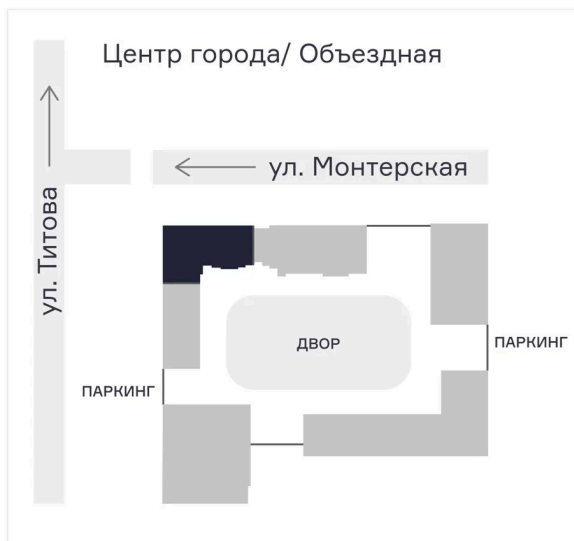 Центр города/ Объездная
ул. Монтерская
ул. Титова
ДВОР
ПАРКИНГ
ПАРКИНГ